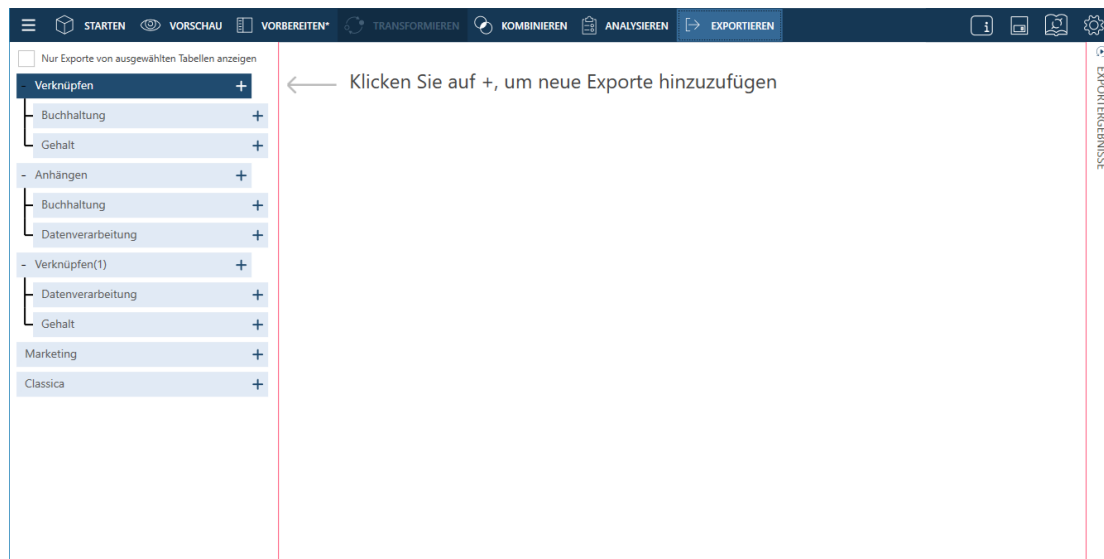 STARTEN VORSCHAU VORBEREITEN* TRANSFORMIEREN KOMBINIEREN ANALYSIEREN EXPORTIEREN
Nur Exporte von ausgewählten Tabellen anzeigen
- Verknüpfen +
Buchhaltung +
Gehalt +
- Anhängen +
Buchhaltung +
Datenverarbeitung +
- Verknüpfen(1) +
Datenverarbeitung +
Gehalt +
Marketing +
Classica +
Klicken Sie auf +, um neue Exporte hinzuzufügen
EXPORTERGEBNISSE